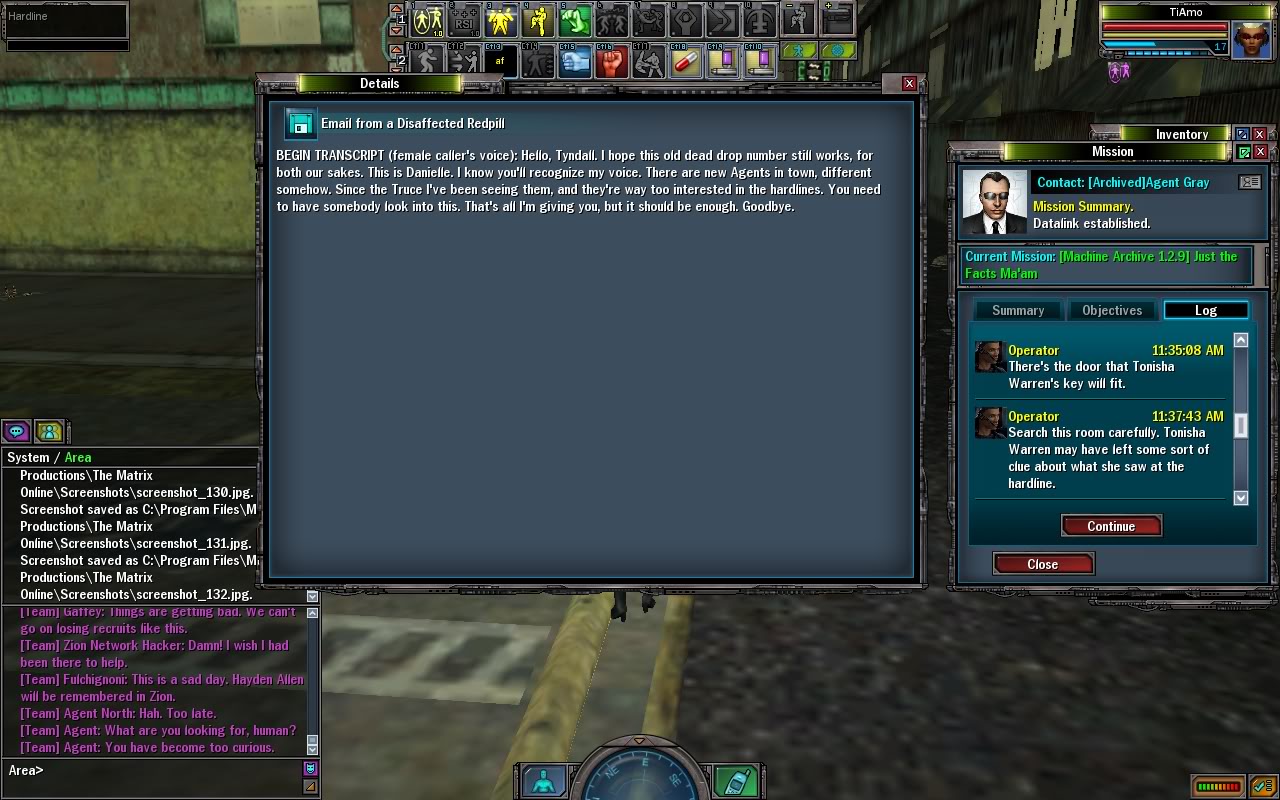 Hardline
1
2
1.0
1.0
af
TiAmo
17
Details
Email from a Disaffected Redpill
BEGIN TRANSCRIPT (female caller's voice): Hello, Tyndall. I hope this old dead drop number still works, for
both our sakes. This is Danielle. I know you'll recognize my voice. There are new Agents in town, different
somehow. Since the Truce I've been seeing them, and they're way too interested in the hardlines. You need
to have somebody look into this. That's all I'm giving you, but it should be enough. Goodbye.
Inventory
Mission
Contact: [Archived]Agent Gray
Mission Summary.
Datalink established.
Current Mission: [Machine Archive 1.2.9] Just the
Facts Ma'am
Summary
Objectives
Log
Operator 11:35:08 AM
There's the door that Tonisha
Warren's key will fit.
Operator 11:37:43 AM
Search this room carefully. Tonisha
Warren may have left some sort of
clue about what she saw at the
hardline.
Continue
Close
System / Area
Productions\The Matrix
Online\Screenshots\screenshot_130.jpg.
Screenshot saved as C:\Program Files\M
Productions\The Matrix
Online\Screenshots\screenshot_131.jpg.
Screenshot saved as C:\Program Files\M
Productions\The Matrix
Online\Screenshots\screenshot_132.jpg.
[Team] Gaffey: Things are getting bad. We can't
go on losing recruits like this.
[Team] Zion Network Hacker: Damn! I wish I had
been there to help.
[Team] Fulchignoni: This is a sad day. Hayden Allen
will be remembered in Zion.
[Team] Agent North: Hah. Too late.
[Team] Agent: What are you looking for, human?
[Team] Agent: You have become too curious.
Area>
NE
E
SE